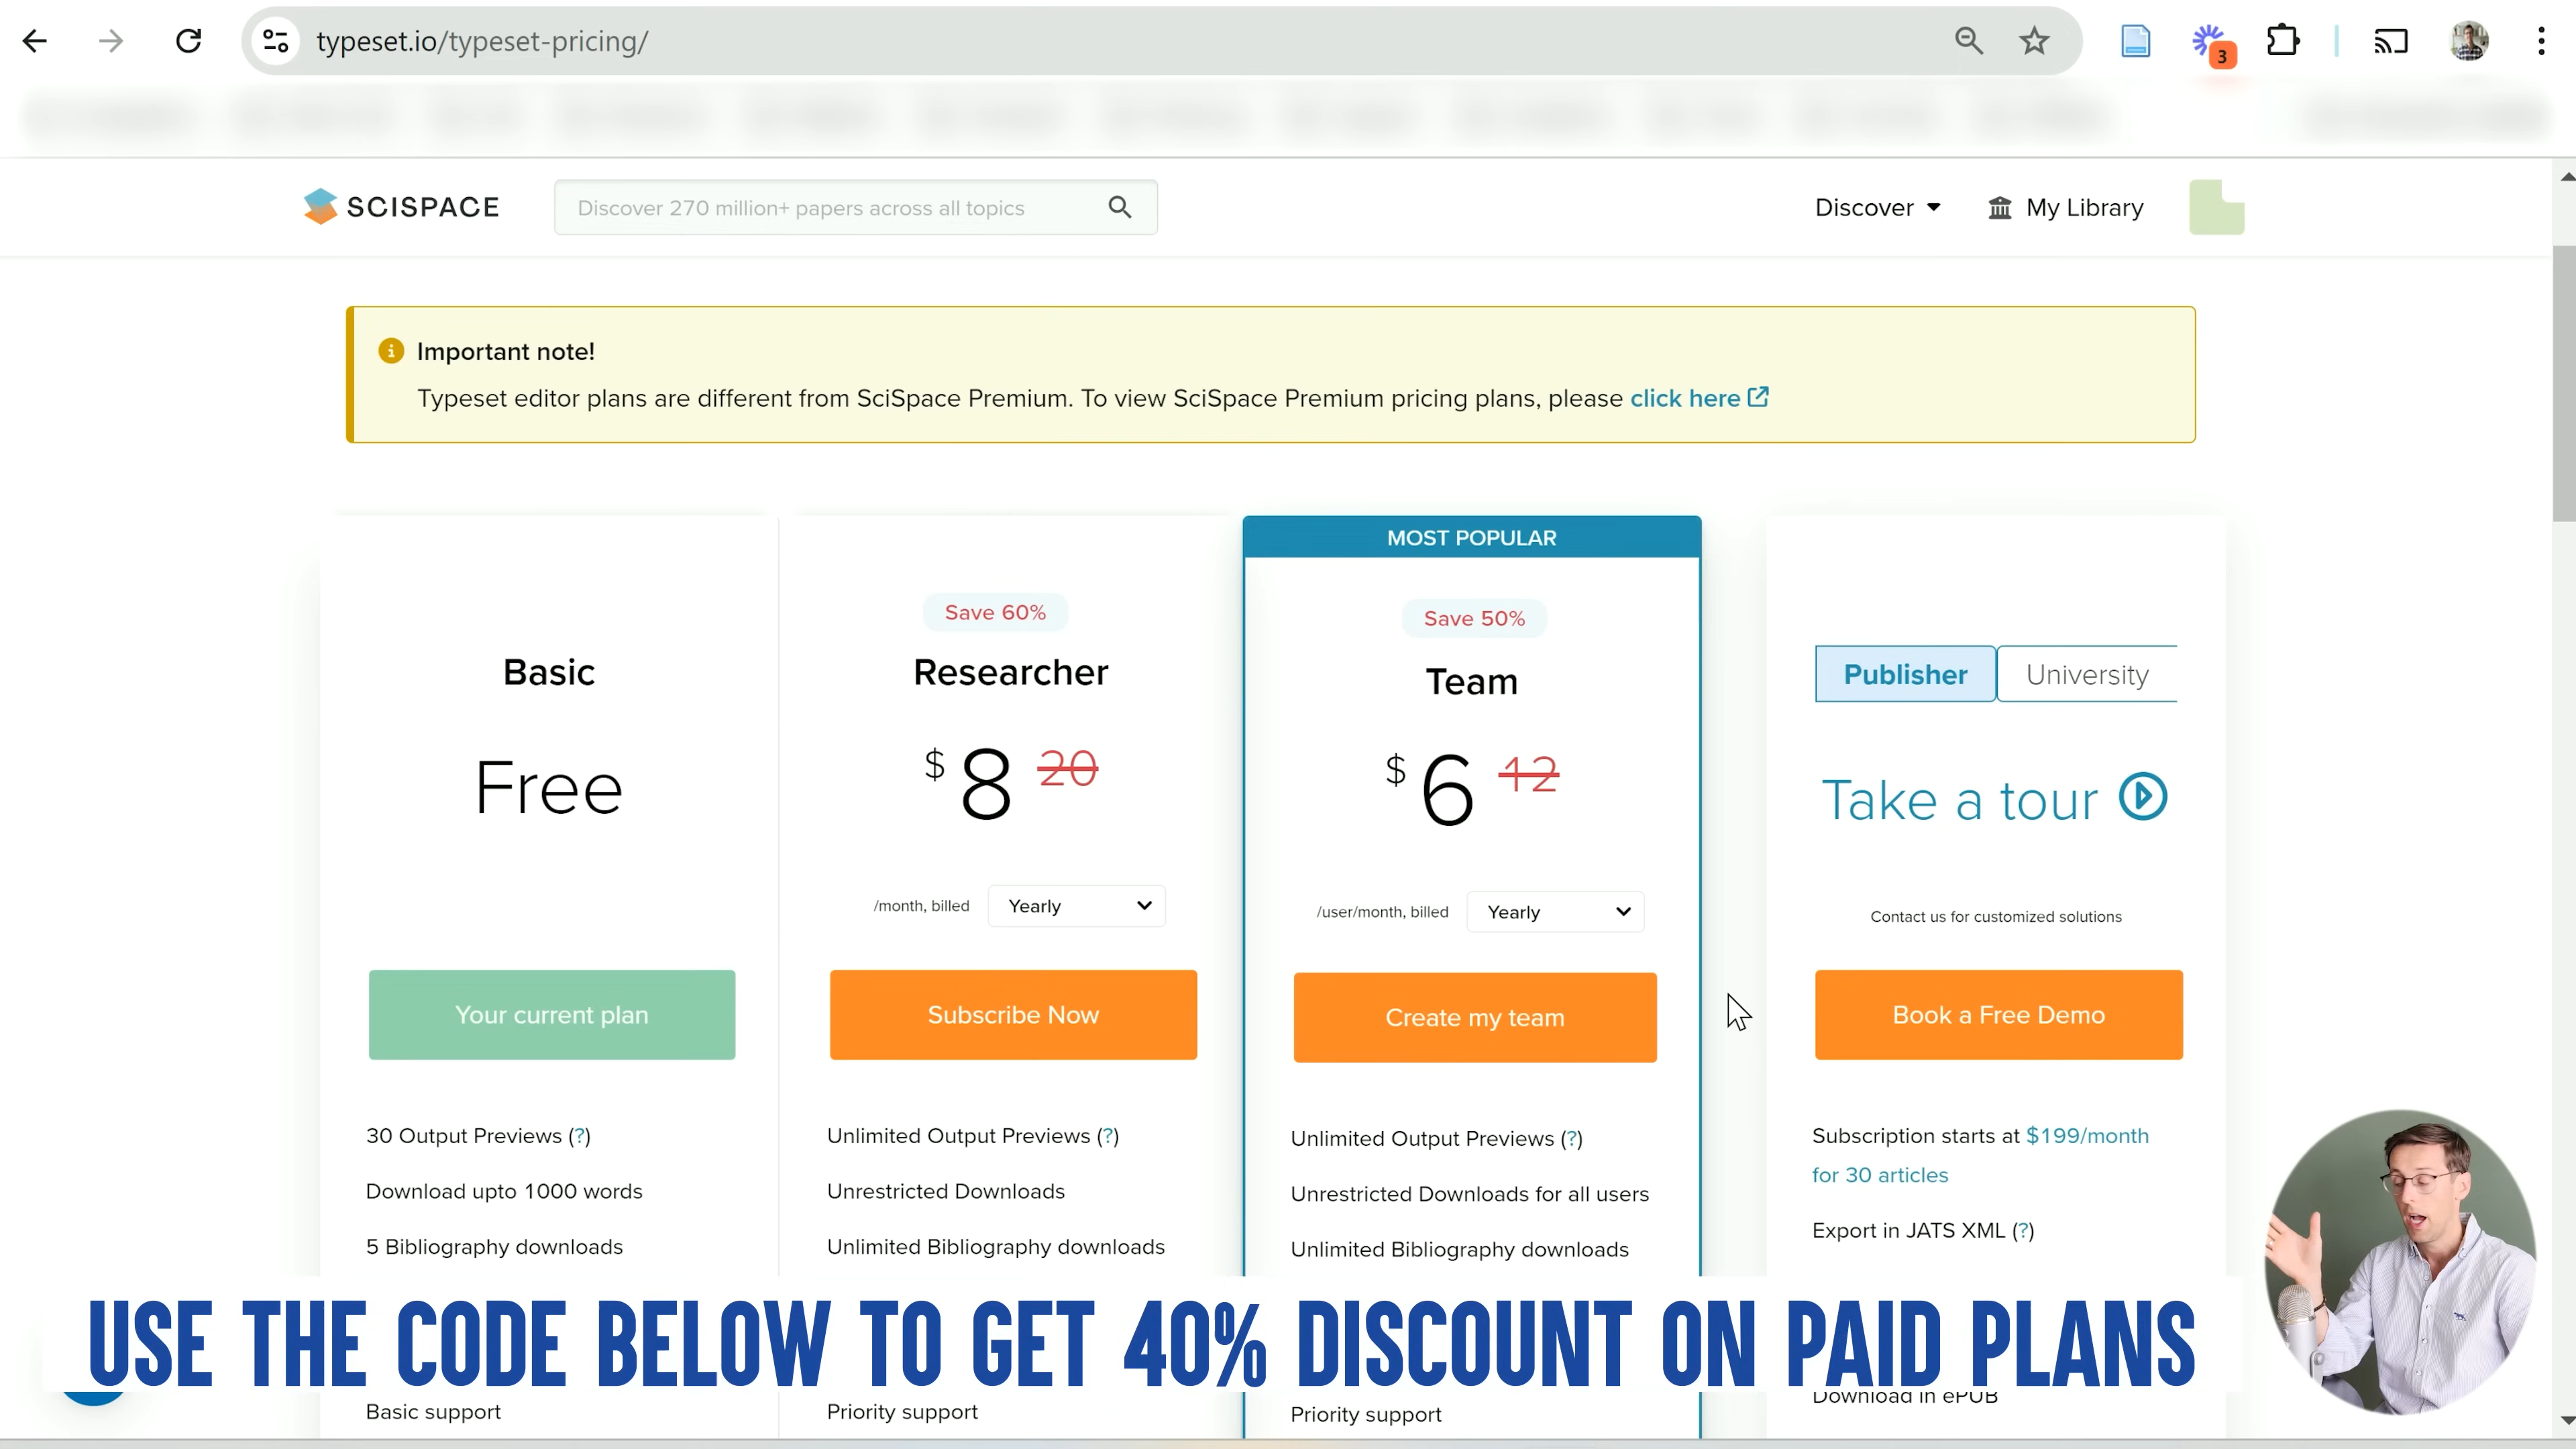 typeset.io/typeset-pricing/
3
SCISPACE
Discover 270 million+ papers across all topics
Discover
My Library
Important note!
Typeset editor plans are different from SciSpace Premium. To view SciSpace Premium pricing plans, please click here
MOST POPULAR
Basic
Free
Your current plan
30 Output Previews (?)
Download upto 1000 words
5 Bibliography downloads
Basic support
Save 60%
Researcher
$ 8 20
/month, billed Yearly
Subscribe Now
Unlimited Output Previews (?)
Unrestricted Downloads
Unlimited Bibliography downloads
Priority support
Save 50%
Team
$ 6 12
/user/month, billed Yearly
Create my team
Unlimited Output Previews (?)
Unrestricted Downloads for all users
Unlimited Bibliography downloads
Priority support
Publisher University
Take a tour
Contact us for customized solutions
Book a Free Demo
Subscription starts at $199/month
for 30 articles
Export in JATS XML (?)
Download in ePUB
USE THE CODE BELOW TO GET 40% DISCOUNT ON PAID PLANS